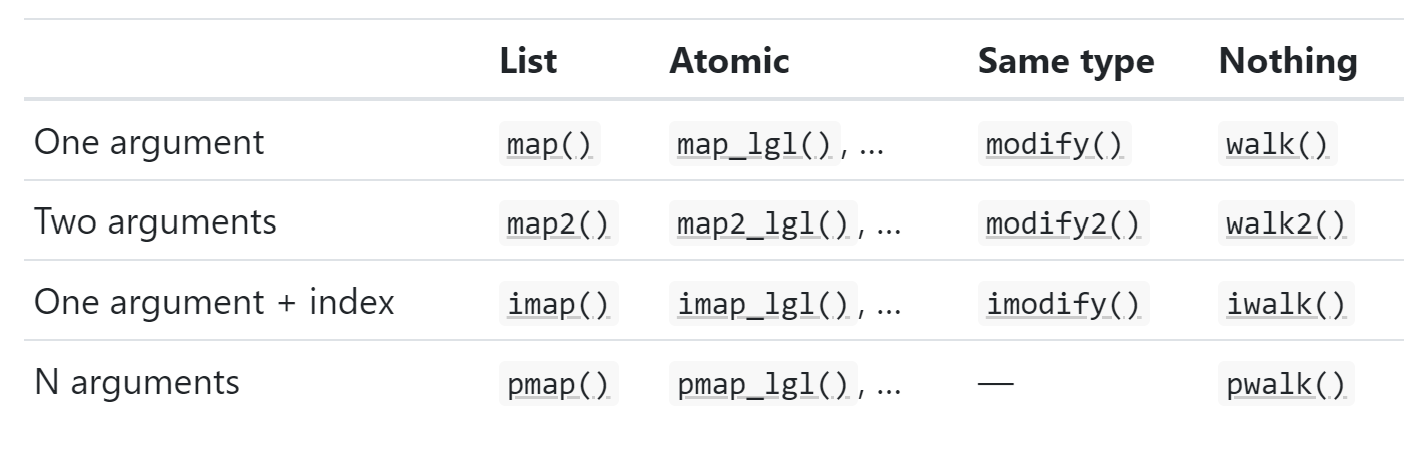 List Atomic Same type Nothing
One argument map() map_lgl(), … modify() walk()
Two arguments map2() map2_lgl(), … modify2() walk2()
One argument + index imap() imap_lgl(), … imodify() iwalk()
N arguments pmap() pmap_lgl(), … — pwalk()